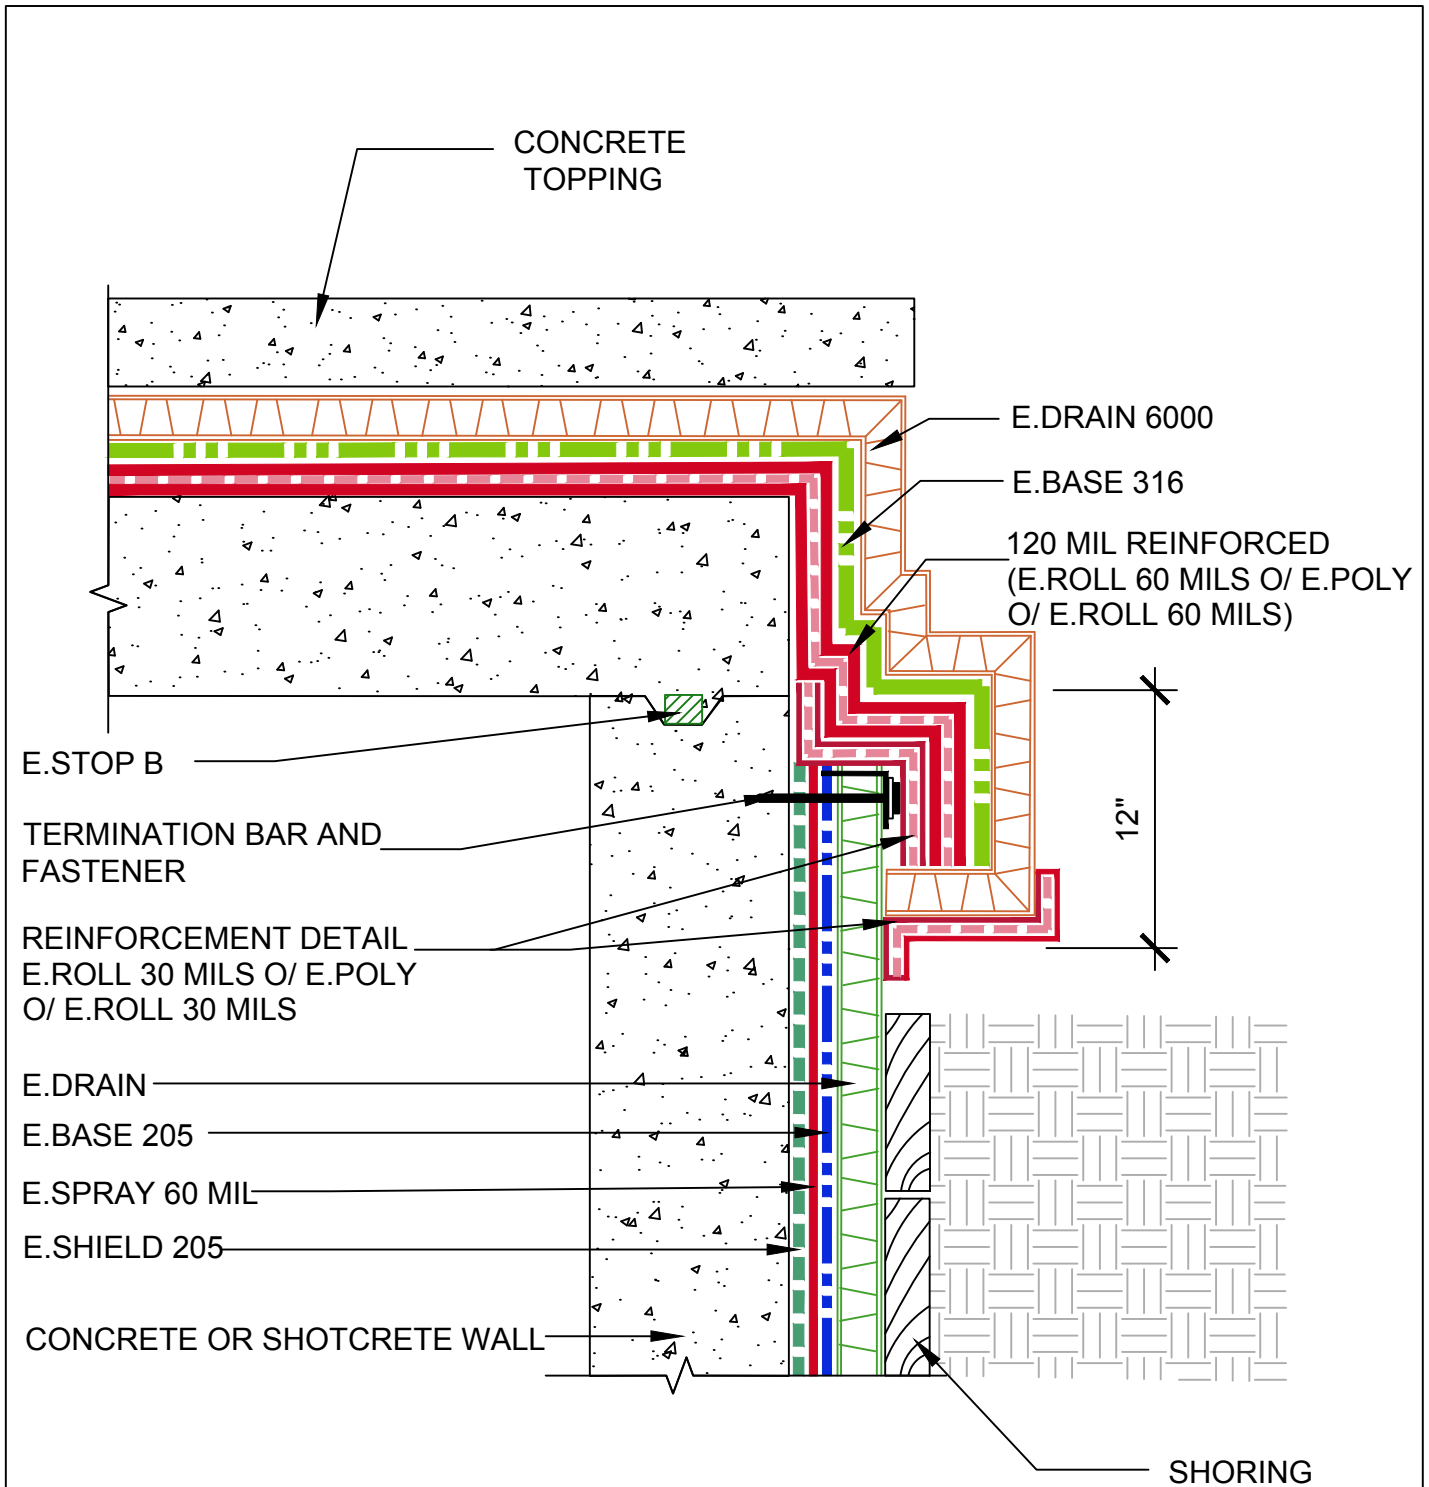 CONCRETE
TOPPING
E.DRAIN 6000
E.BASE 316
120 MIL REINFORCED
(E.ROLL 60 MILS O/ E.POLY
O/ E.ROLL 60 MILS)
E.STOP B
12"
TERMINATION BAR AND
FASTENER
REINFORCEMENT DETAIL
E.ROLL 30 MILS O/ E.POLY
O/ E.ROLL 30 MILS
E.DRAIN
E.BASE 205
E.SPRAY 60 MIL
E.SHIELD 205
CONCRETE OR SHOTCRETE WALL
SHORING